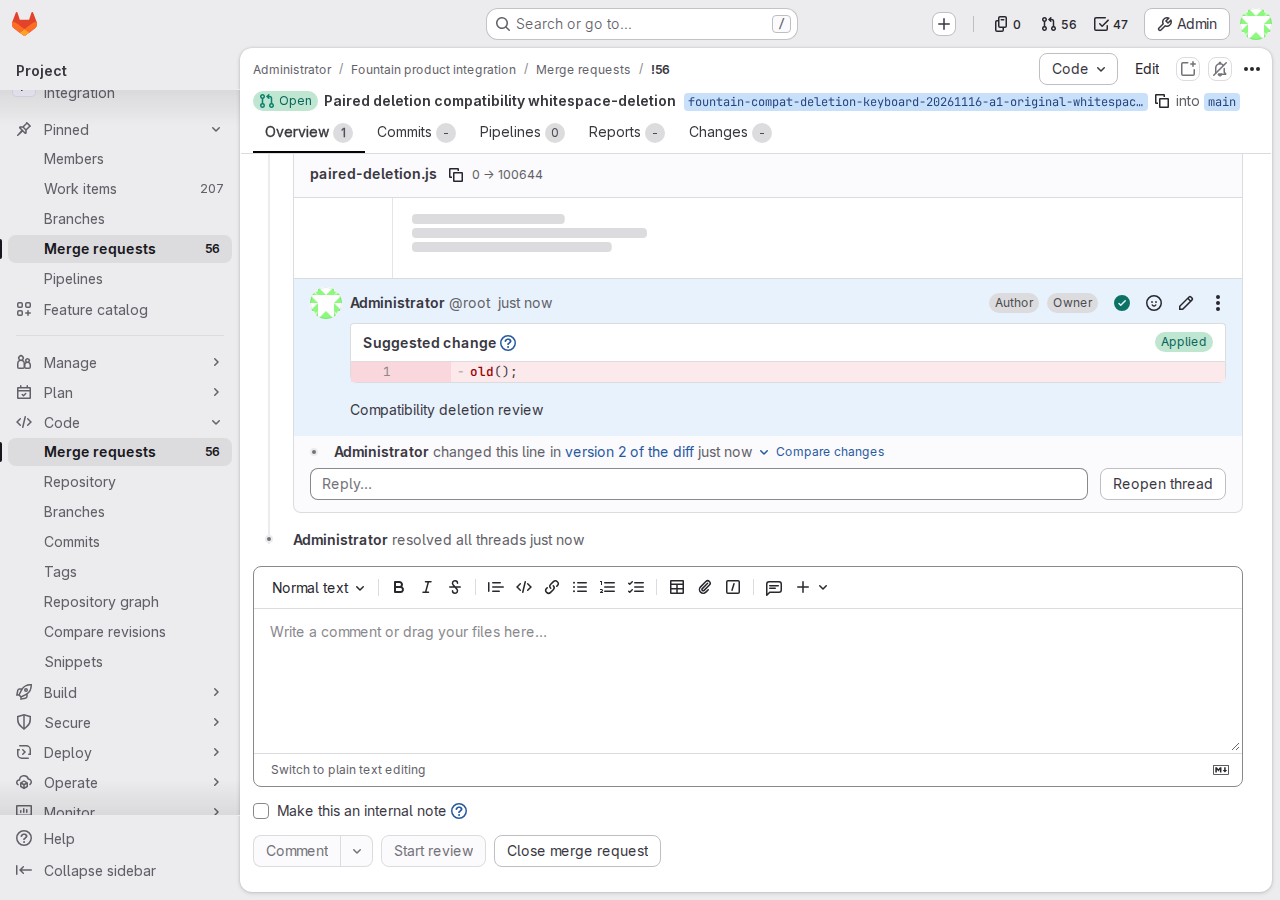 Search or go to...
/
0
56
47
Admin
Project
Integration
Pinned
Members
Work items 207
Branches
Merge requests 56
Pipelines
Feature catalog
Manage
Plan
Code
Merge requests 56
Repository
Branches
Commits
Tags
Repository graph
Compare revisions
Snippets
Build
Secure
Deploy
Operate
Monitor
Help
Collapse sidebar
Administrator / Fountain product integration / Merge requests / !56
Code
Edit
Open
Paired deletion compatibility whitespace-deletion
fountain-compat-deletion-keyboard-20261116-a1-original-whitespac… into main
Overview 1
Commits -
Pipelines 0
Reports -
Changes -
paired-deletion.js
0 → 100644
Administrator @root just now
Author
Owner
Suggested change
Applied
1 - old();
Compatibility deletion review
Administrator changed this line in version 2 of the diff just now Compare changes
Reply…
Reopen thread
Administrator resolved all threads just now
Normal text
Write a comment or drag your files here…
Switch to plain text editing
Make this an internal note
Comment
Start review
Close merge request